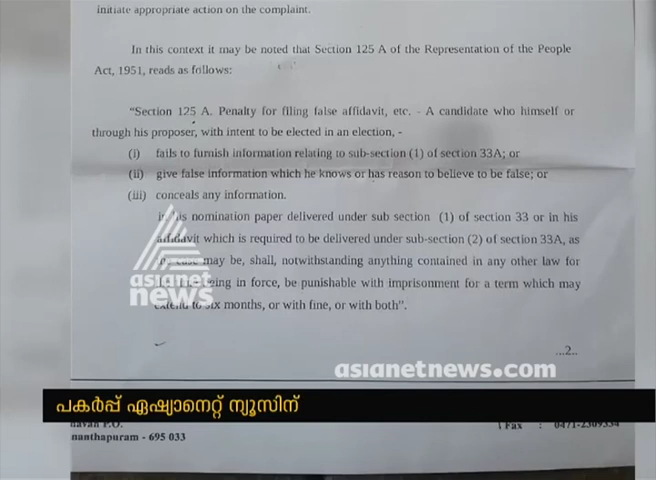 initiate appropriate action on the complaint.
In this context it may be noted that Section 125 A of the Representation of the People
Act, 1951, reads as follows:
“Section 125 A. Penalty for filing false affidavit, etc. - A candidate who himself or
through his proposer, with intent to be elected in an election, -
(i) fails to furnish information relating to sub-section (1) of section 33A; or
(ii) give false information which he knows or has reason to believe to be false; or
(iii) conceals any information.
nomination paper delivered under sub section (1) of section 33 or in his
affidavit which is required to be delivered under sub-section (2) of section 33A, as
may be, shall, notwithstanding anything contained in any other law for
being in force, be punishable with imprisonment for a term which may
extend to six months, or with fine, or with both”.
asianet
news
...2...
asianetnews.com
പകർപ്പ് ഏഷ്യാനെറ്റ് ന്യൂസിന്
P.O.
nanthapuram - 695 033
Fax : 0471-2309334